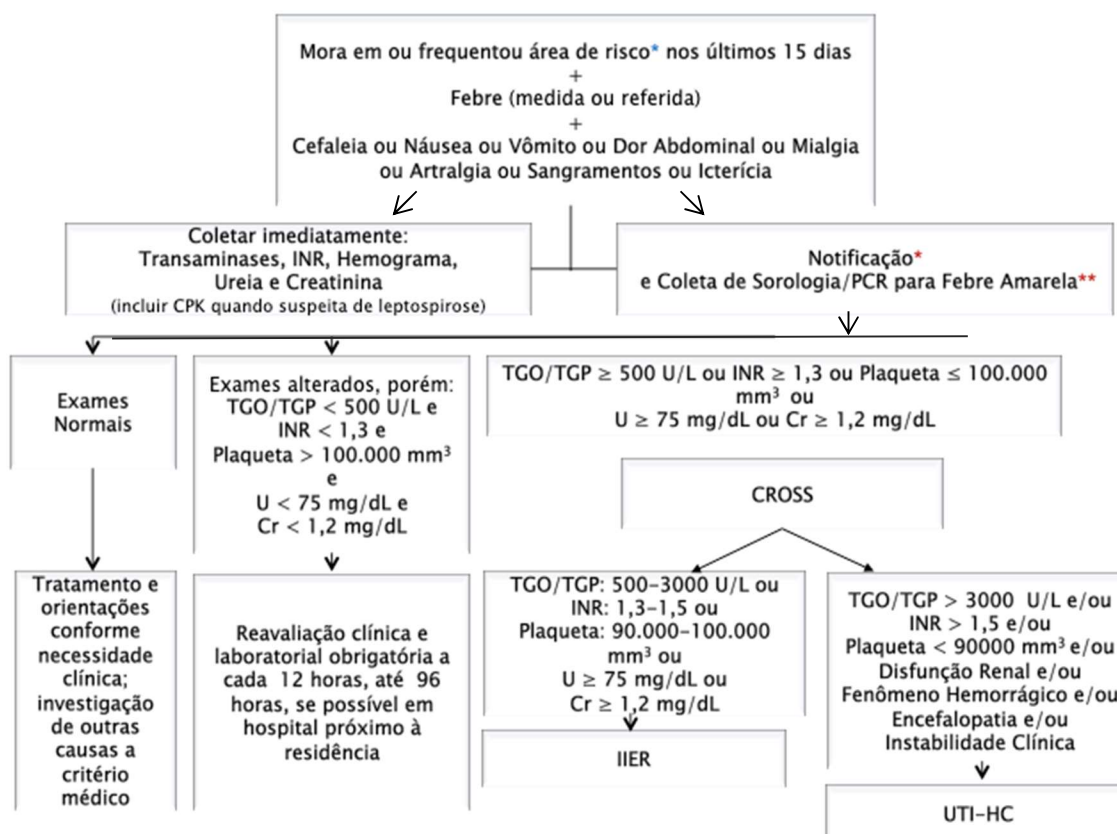 Mora em ou frequentou área de risco* nos últimos 15 dias
+
Febre (medida ou referida)
+
Cefaleia ou Náusea ou Vômito ou Dor Abdominal ou Mialgia
ou Artralgia ou Sangramentos ou Icterícia
Coletar imediatamente:
Transaminases, INR, Hemograma,
Ureia e Creatinina
(incluir CPK quando suspeita de leptospirose)
Notificação*
e Coleta de Sorologia/PCR para Febre Amarela**
Exames
Normais
Exames alterados, porém:
TGO/TGP < 500 U/L e
INR < 1,3 e
Plaqueta > 100.000 mm³
e
U < 75 mg/dL e
Cr < 1,2 mg/dL
TGO/TGP ≥ 500 U/L ou INR ≥ 1,3 ou Plaqueta ≤ 100.000
mm³ ou
U ≥ 75 mg/dL ou Cr ≥ 1,2 mg/dL
CROSS
Tratamento e
orientações
conforme
necessidade
clínica;
investigação
de outras
causas a
critério
médico
Reavaliação clínica e
laboratorial obrigatória a
cada 12 horas, até 96
horas, se possível em
hospital próximo à
residência
TGO/TGP: 500-3000 U/L ou
INR: 1,3-1,5 ou
Plaqueta: 90.000-100.000
mm³ ou
U ≥ 75 mg/dL ou
Cr ≥ 1,2 mg/dL
IIER
TGO/TGP > 3000 U/L e/ou
INR > 1,5 e/ou
Plaqueta < 90000 mm³ e/ou
Disfunção Renal e/ou
Fenômeno Hemorrágico e/ou
Encefalopatia e/ou
Instabilidade Clínica
UTI-HC